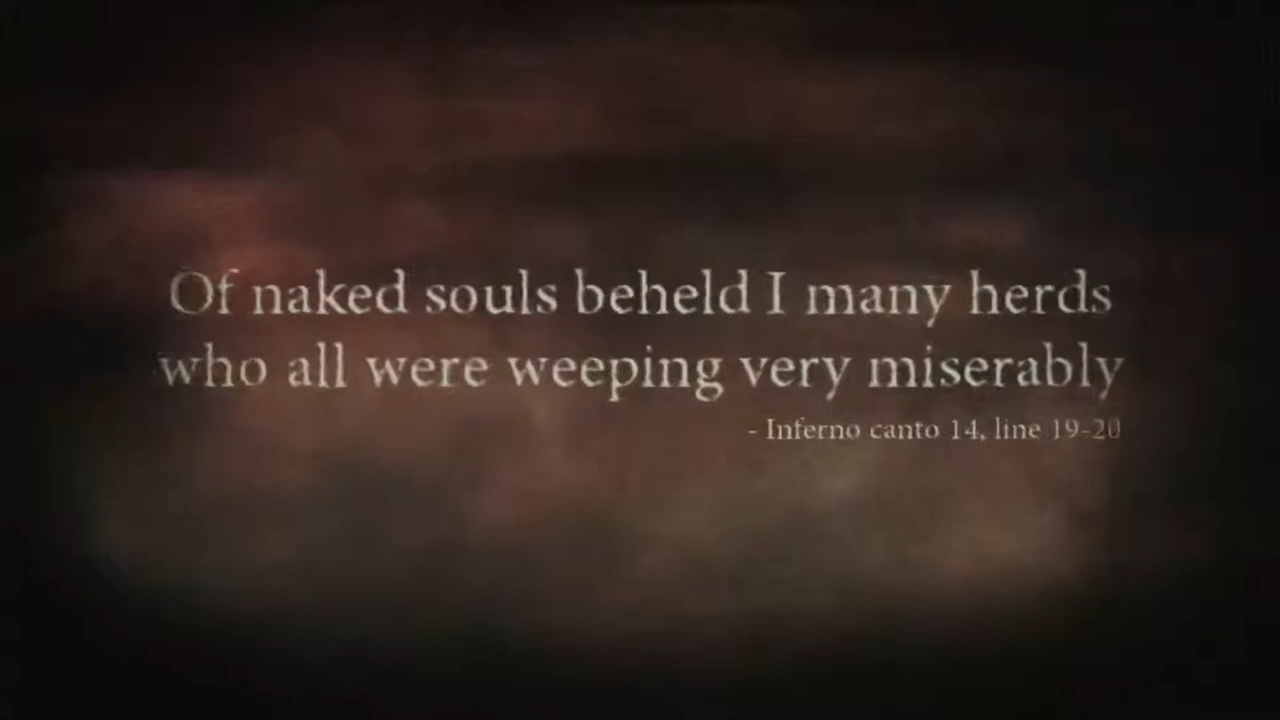 Of naked souls beheld I many herds
who all were weeping very miserably
- Inferno canto 14, line 19-20